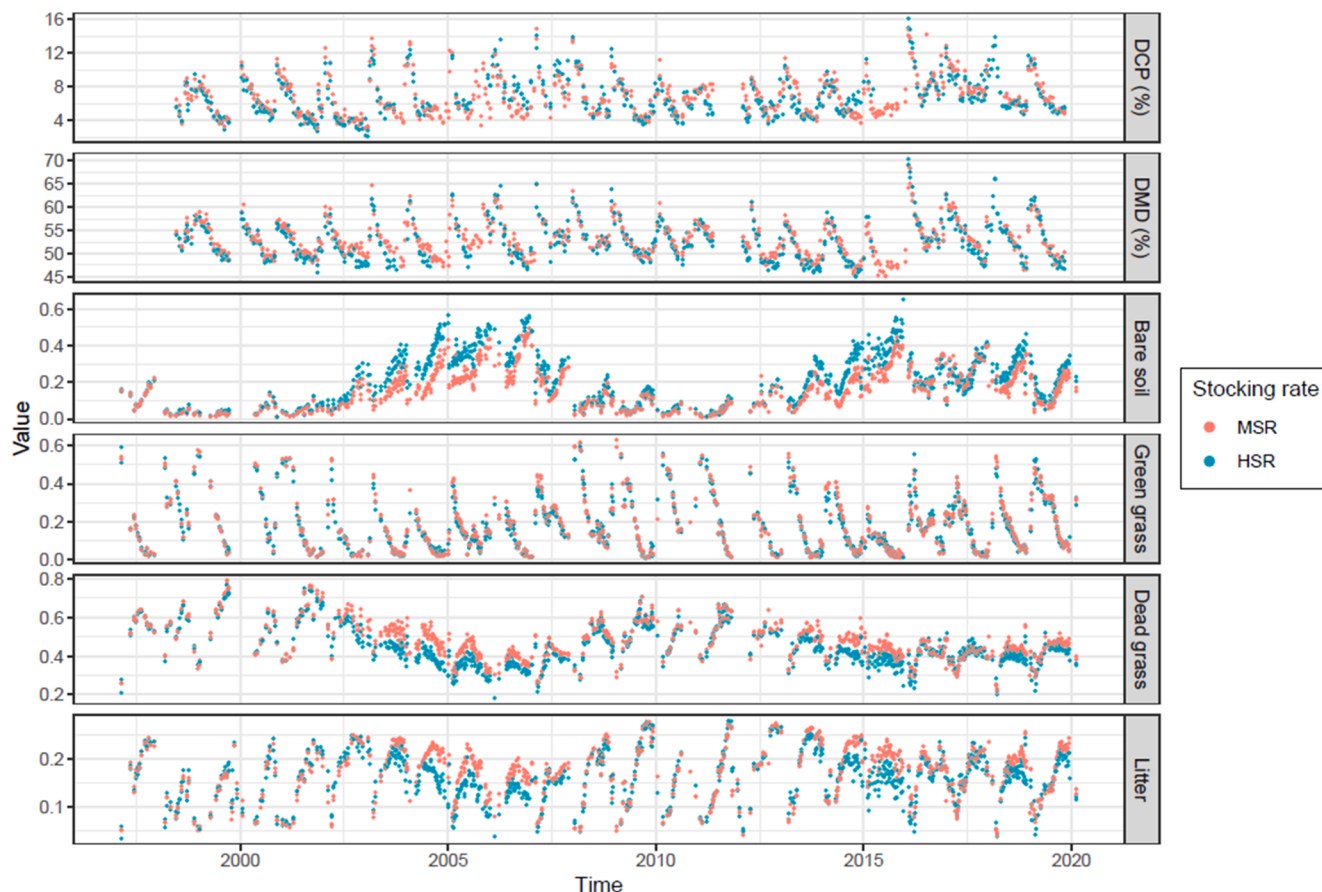 16
12
8
4
DCP (%)
70
65
60
55
50
45
DMD (%)
0.6
0.4
0.2
0.0
Bare soil
Value
0.6
0.4
0.2
0.0
Green grass
0.8
0.6
0.4
0.2
Dead grass
0.2
0.1
Litter
2000 2005 2010 2015 2020
Time
Stocking rate
MSR
HSR